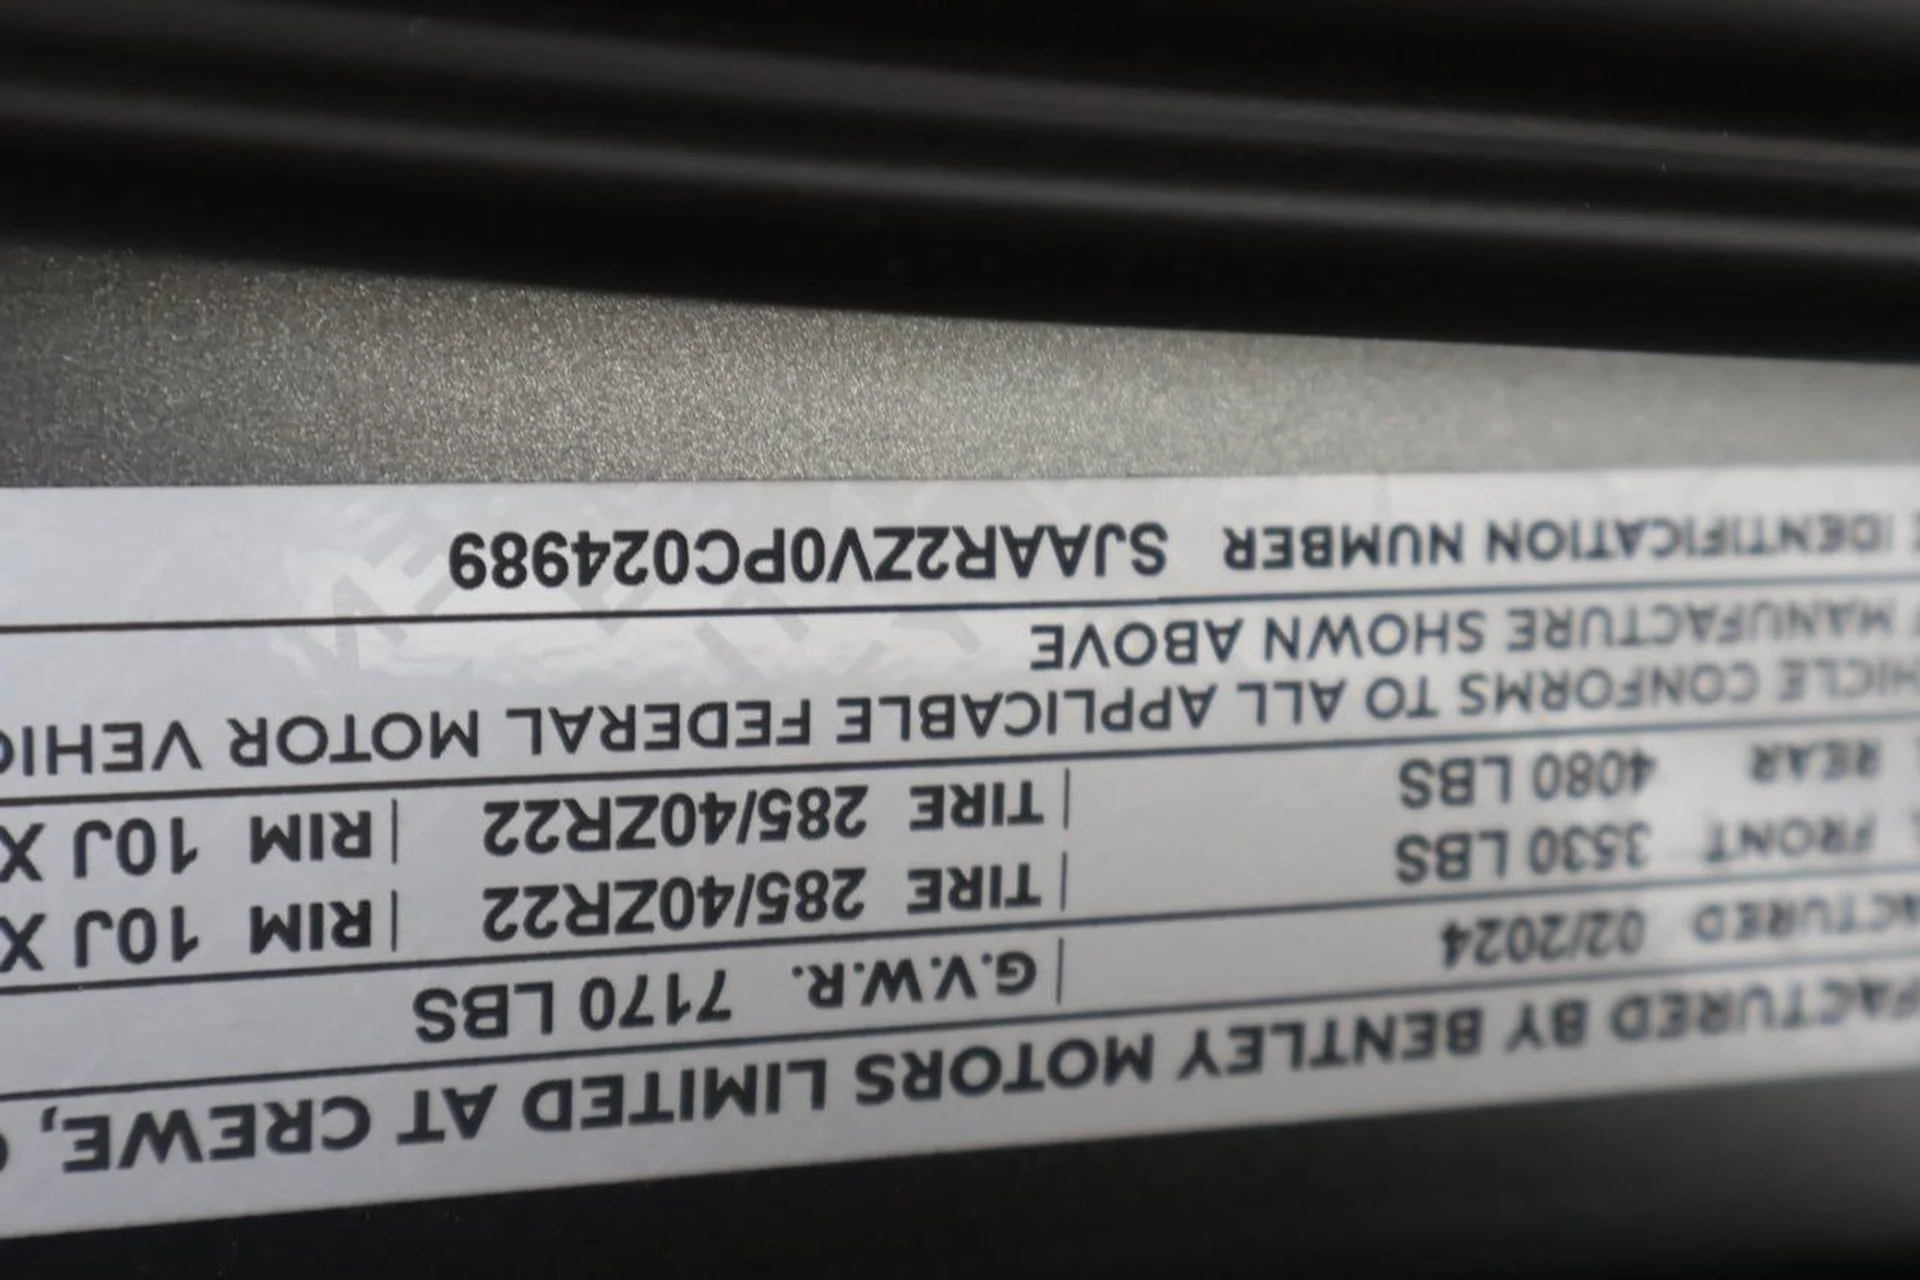 FACTURED BY BENTLEY MOTORS LIMITED AT CREWE,
ACTURED 02/2024 | G.V.W.R. 7170 LBS
FRONT 3530 LBS | TIRE 285/40ZR22 | RIM 10J X
REAR 4080 LBS | TIRE 285/40ZR22 | RIM 10J X
HICLE CONFORMS TO ALL APPLICABLE FEDERAL MOTOR VEHIC
MANUFACTURE SHOWN ABOVE
IDENTIFICATION NUMBER SJAAR2ZV0PC024989